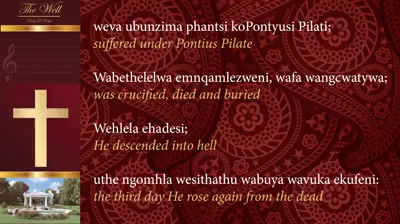 The Well
weva ubunzima phantsi koPontyusi Pilati;
suffered under Pontius Pilate
Wabethelelwa emnqamlezweni, wafa wangcwatywa;
was crucified, died and buried
Wehlela ehadesi;
He descended into hell
uthe ngomhla wesithathu wabuya wavuka ekufeni:
the third day He rose again from the dead